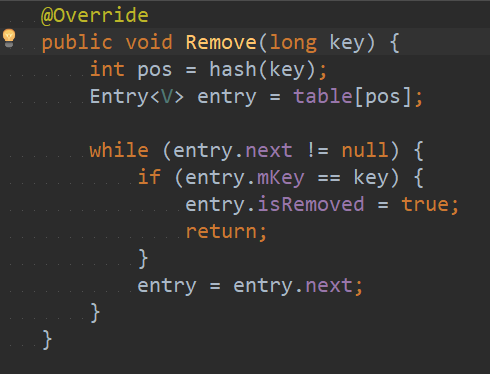 @Override
public void Remove(long key) {
    int pos = hash(key);
    Entry<V> entry = table[pos];

    while (entry.next != null) {
        if (entry.mKey == key) {
            entry.isRemoved = true;
            return;
        }
        entry = entry.next;
    }
}